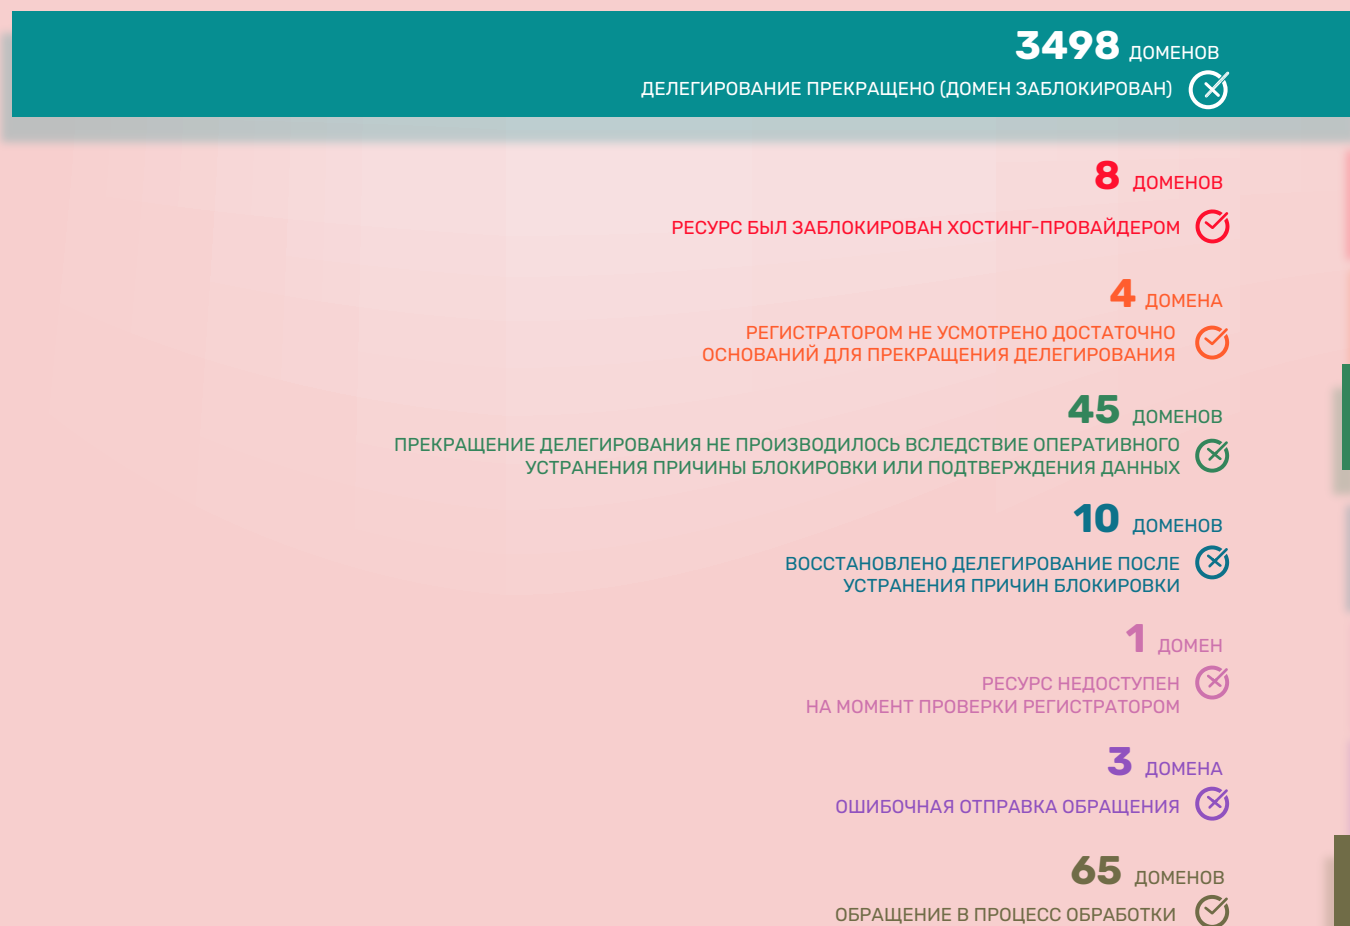 3498 ДОМЕНОВ
ДЕЛЕГИРОВАНИЕ ПРЕКРАЩЕНО (ДОМЕН ЗАБЛОКИРОВАН)
8 ДОМЕНОВ
РЕСУРС БЫЛ ЗАБЛОКИРОВАН ХОСТИНГ-ПРОВАЙДЕРОМ
4 ДОМЕНА
РЕГИСТРАТОРОМ НЕ УСМОТРЕНО ДОСТАТОЧНО
ОСНОВАНИЙ ДЛЯ ПРЕКРАЩЕНИЯ ДЕЛЕГИРОВАНИЯ
45 ДОМЕНОВ
ПРЕКРАЩЕНИЕ ДЕЛЕГИРОВАНИЯ НЕ ПРОИЗВОДИЛОСЬ ВСЛЕДСТВИЕ ОПЕРАТИВНОГО
УСТРАНЕНИЯ ПРИЧИНЫ БЛОКИРОВКИ ИЛИ ПОДТВЕРЖДЕНИЯ ДАННЫХ
10 ДОМЕНОВ
ВОССТАНОВЛЕНО ДЕЛЕГИРОВАНИЕ ПОСЛЕ
УСТРАНЕНИЯ ПРИЧИН БЛОКИРОВКИ
1 ДОМЕН
РЕСУРС НЕДОСТУПЕН
НА МОМЕНТ ПРОВЕРКИ РЕГИСТРАТОРОМ
3 ДОМЕНА
ОШИБОЧНАЯ ОТПРАВКА ОБРАЩЕНИЯ
65 ДОМЕНОВ
ОБРАЩЕНИЕ В ПРОЦЕСС ОБРАБОТКИ